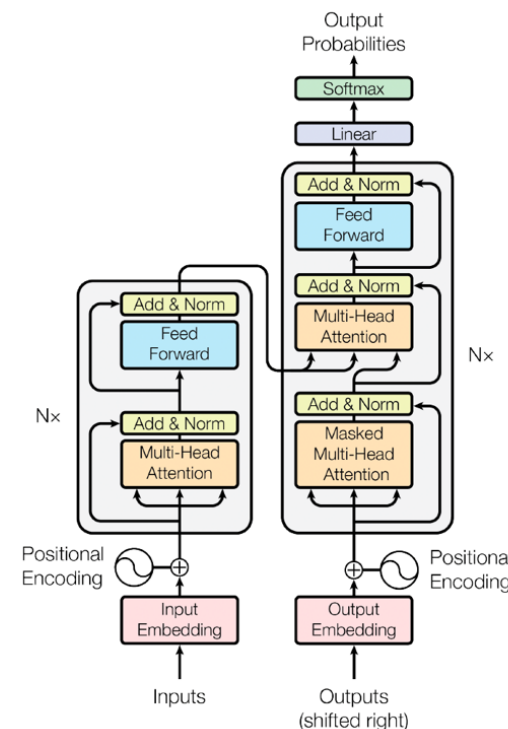 Output
Probabilities
Softmax
Linear
Add & Norm
Feed
Forward
Add & Norm
Multi-Head
Attention
Nx
Add & Norm
Masked
Multi-Head
Attention
Add & Norm
Feed
Forward
Nx
Add & Norm
Multi-Head
Attention
Positional
Encoding
Positional
Encoding
Input
Embedding
Output
Embedding
Inputs
Outputs
(shifted right)